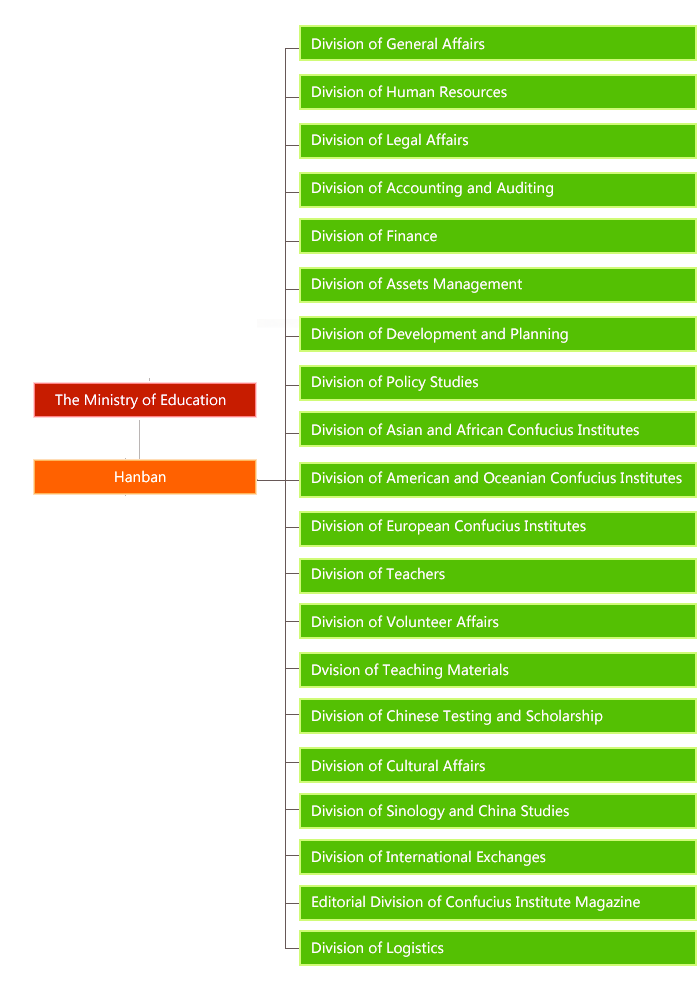 Division of General Affairs
Division of Human Resources
Division of Legal Affairs
Division of Accounting and Auditing
Division of Finance
Division of Assets Management
Division of Development and Planning
Division of Policy Studies
The Ministry of Education
Division of Asian and African Confucius Institutes
Hanban
Division of American and Oceanian Confucius Institutes
Division of European Confucius Institutes
Division of Teachers
Division of Volunteer Affairs
Dvision of Teaching Materials
Division of Chinese Testing and Scholarship
Division of Cultural Affairs
Division of Sinology and China Studies
Division of International Exchanges
Editorial Division of Confucius Institute Magazine
Division of Logistics